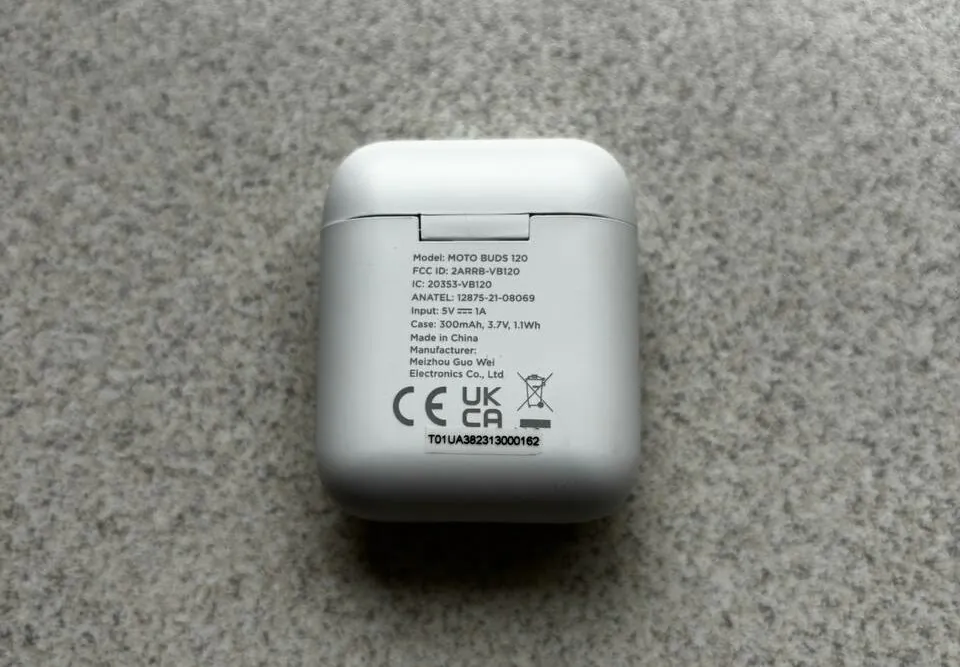 Model: MOTO BUDS 120
FCC ID: 2ARRB-VB120
IC: 20353-VB120
ANATEL: 12875-21-08069
Input: 5V ⎓ 1A
Case: 300mAh, 3.7V, 1.1Wh
Made in China
Manufacturer:
Meizhou Guo Wei
Electronics Co., Ltd
CE UK
CA
T01UA382313000162